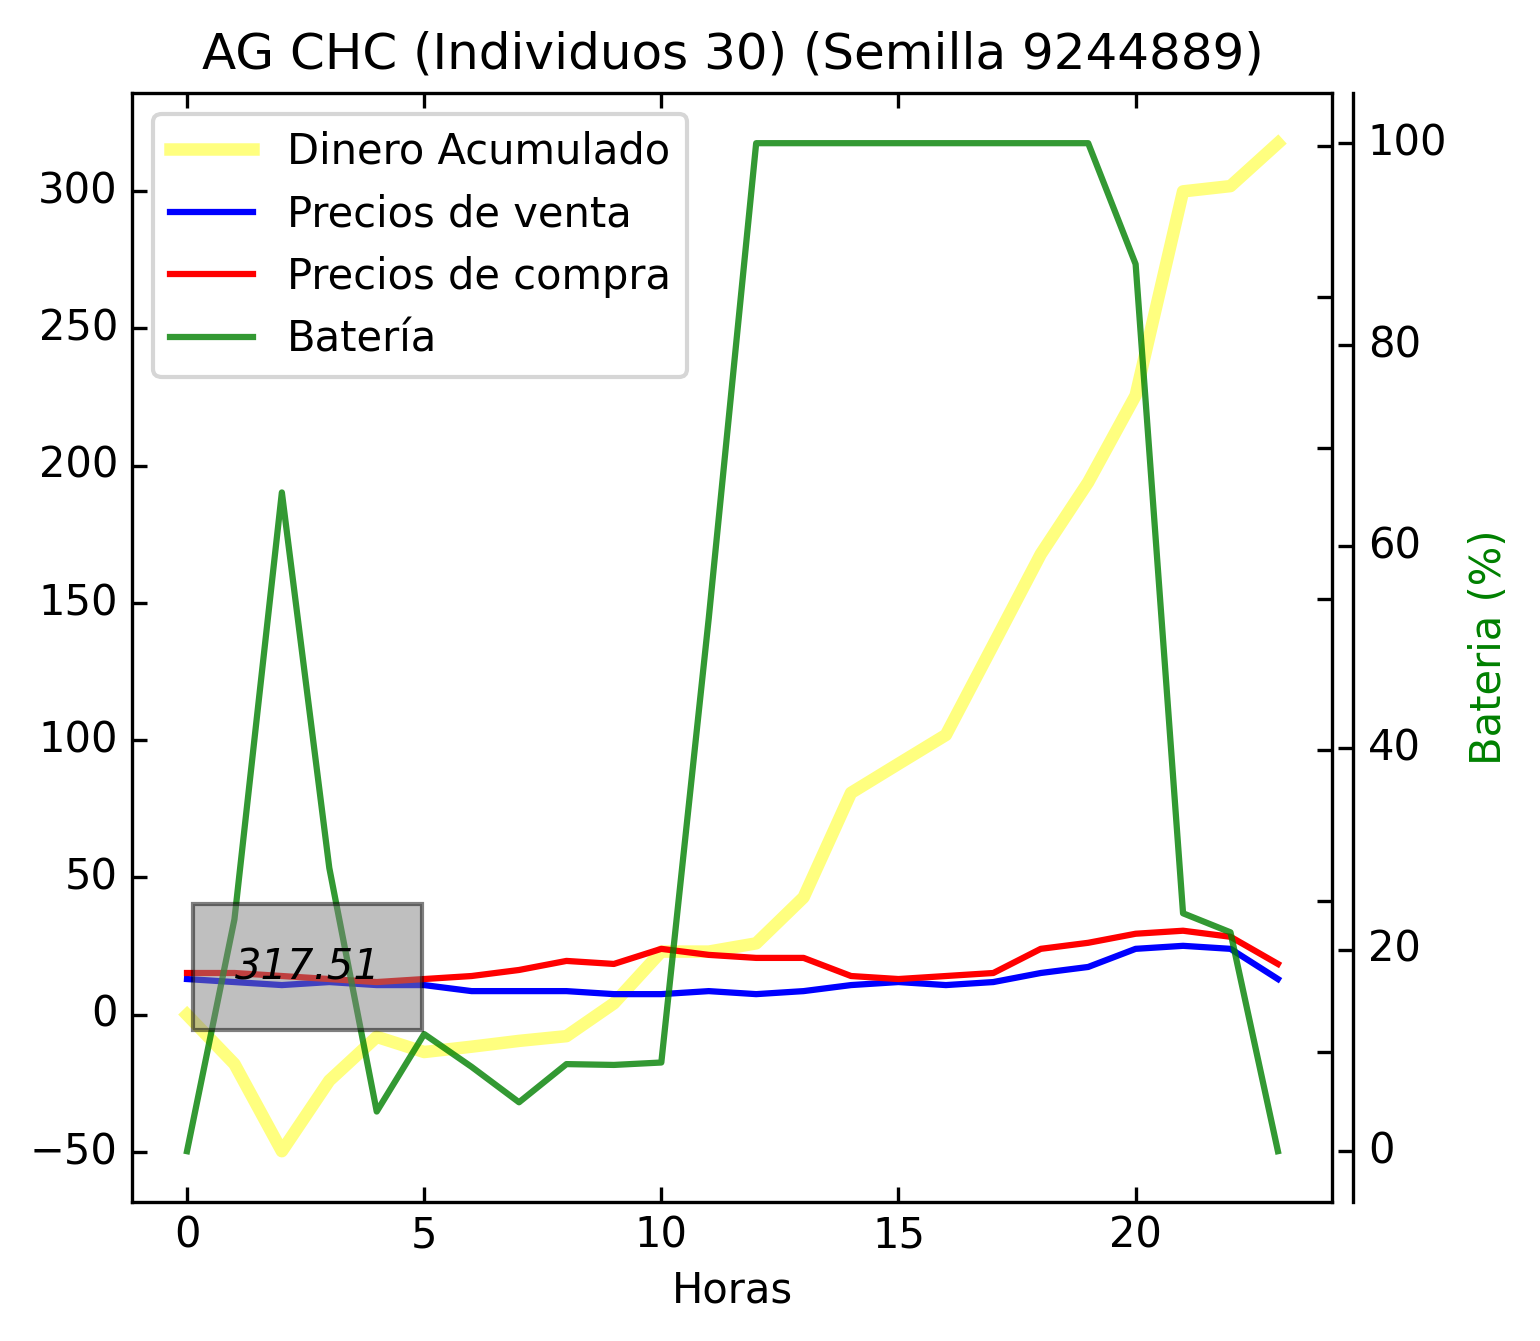 AG CHC (Individuos 30) (Semilla 9244889)
Dinero Acumulado
Precios de venta
Precios de compra
Batería
300
250
200
150
100
50
0
−50
317.51
100
80
60
40
20
0
Bateria (%)
0 5 10 15 20
Horas